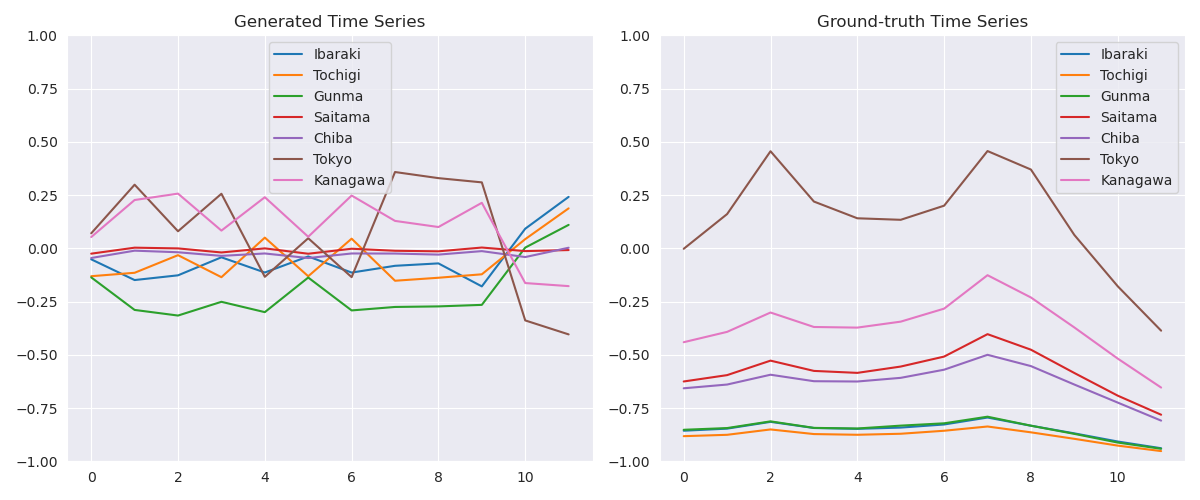 Generated Time Series
1.00
0.75
0.50
0.25
0.00
−0.25
−0.50
−0.75
−1.00
0 2 4 6 8 10
Ibaraki
Tochigi
Gunma
Saitama
Chiba
Tokyo
Kanagawa
Ground-truth Time Series
1.00
0.75
0.50
0.25
0.00
−0.25
−0.50
−0.75
−1.00
0 2 4 6 8 10
Ibaraki
Tochigi
Gunma
Saitama
Chiba
Tokyo
Kanagawa